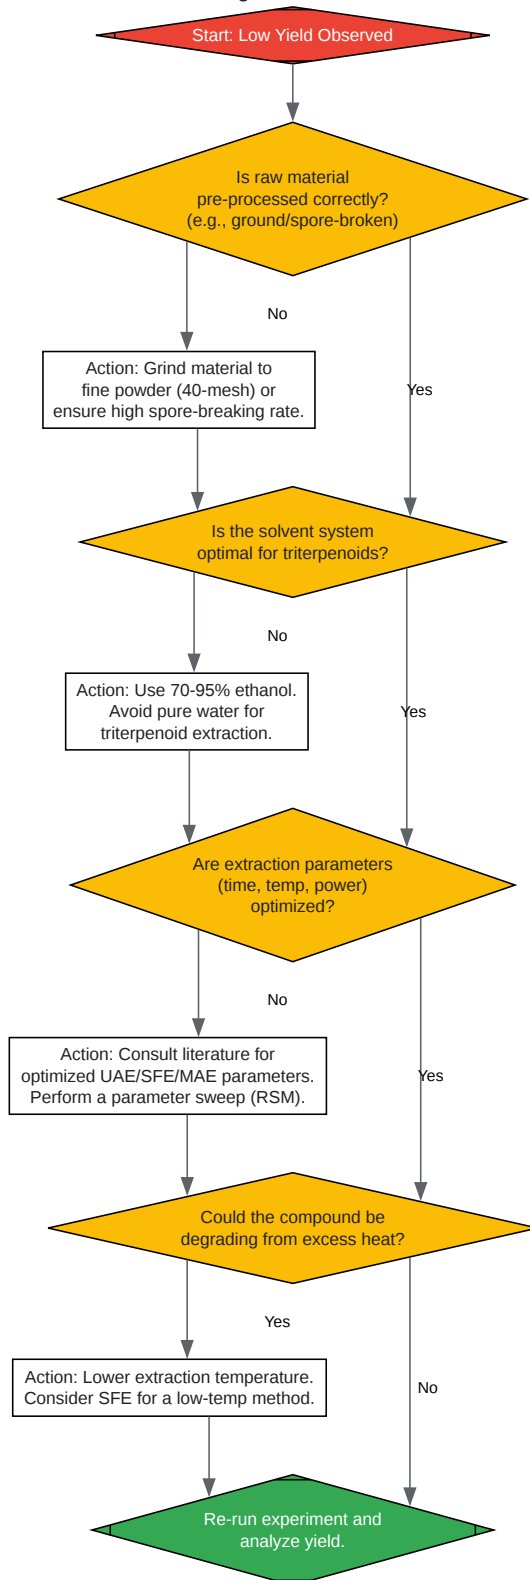 Start: Low Yield Observed
Is raw material
pre-processed correctly?
(e.g., ground/spore-broken)
No
Action: Grind material to
fine powder (40-mesh) or
ensure high spore-breaking rate.
Yes
Is the solvent system
optimal for triterpenoids?
No
Action: Use 70-95% ethanol.
Avoid pure water for
triterpenoid extraction.
Yes
Are extraction parameters
(time, temp, power)
optimized?
No
Action: Consult literature for
optimized UAE/SFE/MAE parameters.
Perform a parameter sweep (RSM).
Yes
Could the compound be
degrading from excess heat?
Yes
Action: Lower extraction temperature.
Consider SFE for a low-temp method.
No
Re-run experiment and
analyze yield.